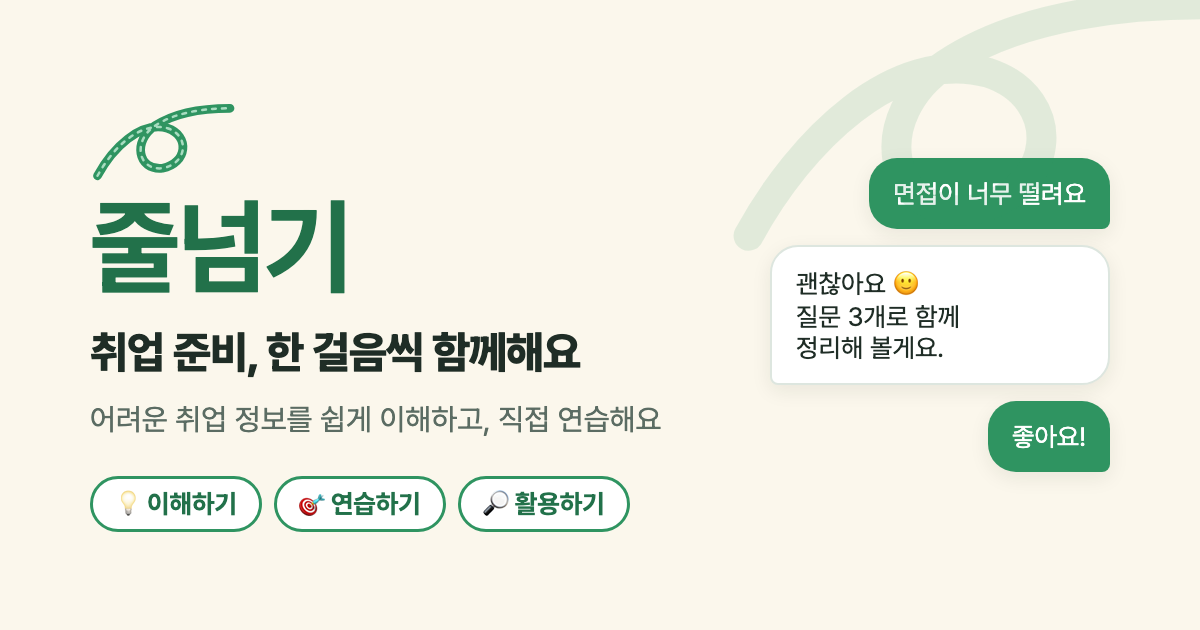 줄넘기
취업 준비, 한 걸음씩 함께해요
어려운 취업 정보를 쉽게 이해하고, 직접 연습해요
💡 이해하기
🎯 연습하기
🔎 활용하기
면접이 너무 떨려요
괜찮아요 🙂
질문 3개로 함께
정리해 볼게요.
좋아요!